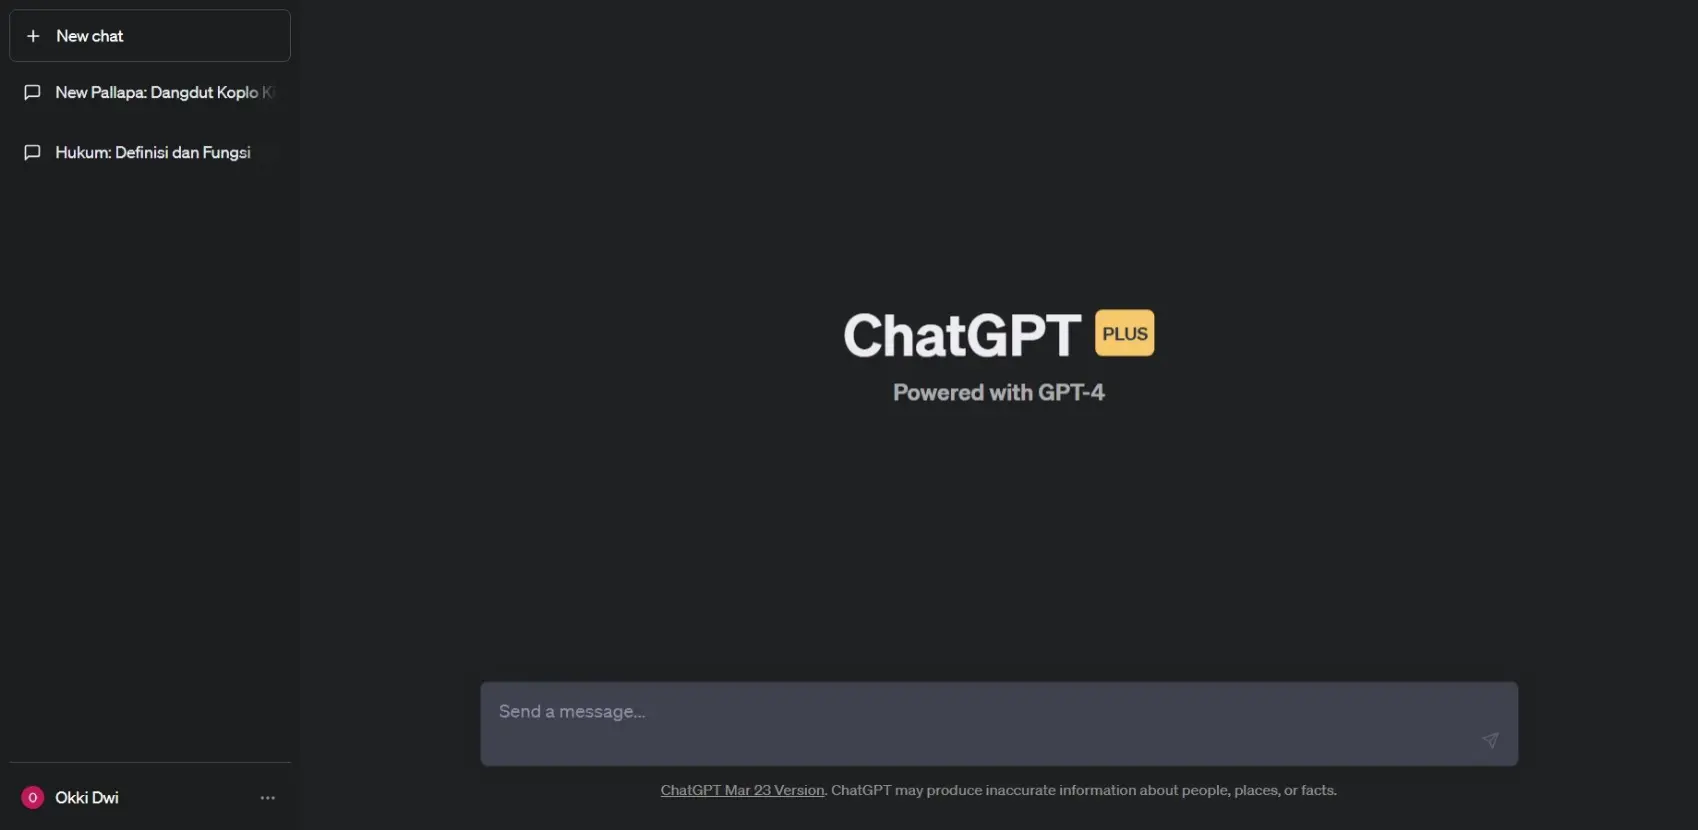 New chat
New Pallapa: Dangdut Koplo
Hukum: Definisi dan Fungsi
ChatGPT PLUS
Powered with GPT-4
Send a message...
ChatGPT Mar 23 Version. ChatGPT may produce inaccurate information about people, places, or facts.
O Okki Dwi